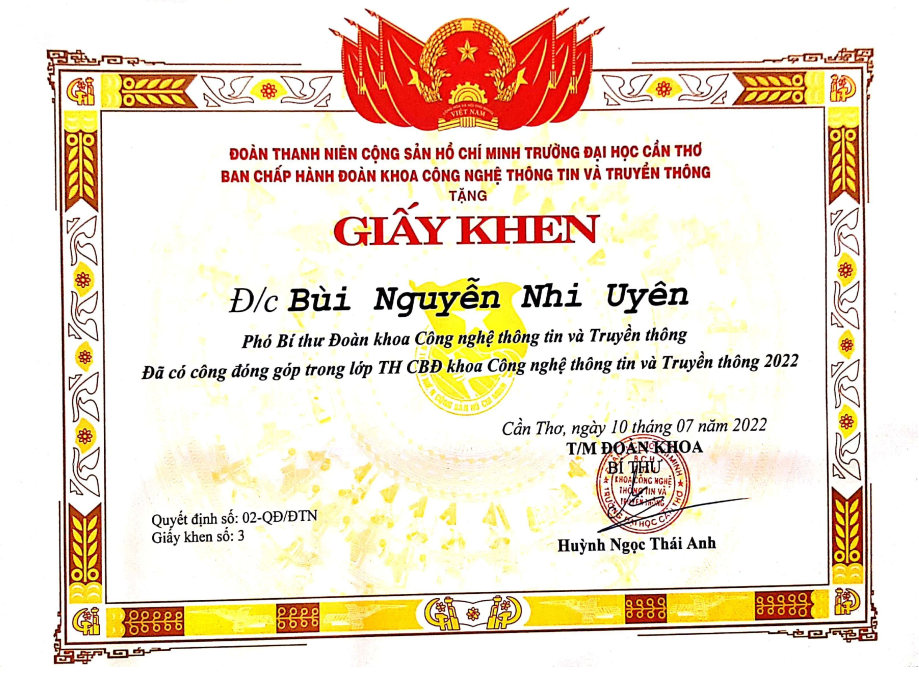 VIỆT NAM
ĐOÀN THANH NIÊN CỘNG SẢN HỒ CHÍ MINH TRƯỜNG ĐẠI HỌC CẦN THƠ
BAN CHẤP HÀNH ĐOÀN KHOA CÔNG NGHỆ THÔNG TIN VÀ TRUYỀN THÔNG
TẶNG
GIẤY KHEN
Đ/c Bùi Nguyễn Nhi Uyên
Phó Bí thư Đoàn khoa Công nghệ thông tin và Truyền thông
Đã có công đóng góp trong lớp TH CBĐ khoa Công nghệ thông tin và Truyền thông 2022
Cần Thơ, ngày 10 tháng 07 năm 2022
T/M ĐOÀN KHOA
BÍ THƯ
KHOA CÔNG NGHỆ
THÔNG TIN VÀ
TRUYỀN THÔNG
TRƯỜNG ĐẠI HỌC CẦN THƠ
Quyết định số: 02-QĐ/ĐTN
Giấy khen số: 3
Huỳnh Ngọc Thái Anh